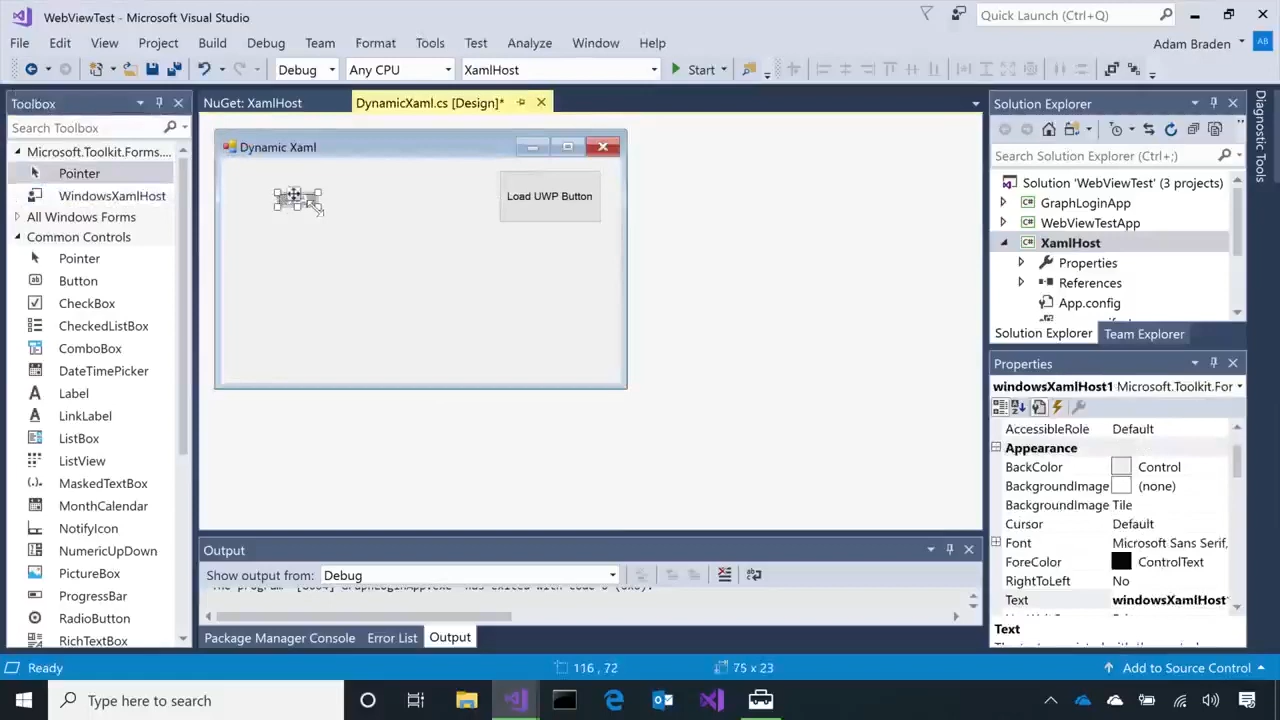 WebViewTest - Microsoft Visual Studio
Quick Launch (Ctrl+Q)
File Edit View Project Build Debug Team Format Tools Test Analyze Window Help
Adam Braden AB
Debug Any CPU XamlHost Start
Toolbox
Search Toolbox
Microsoft.Toolkit.Forms....
Pointer
WindowsXamlHost
All Windows Forms
Common Controls
Pointer
Button
CheckBox
CheckedListBox
ComboBox
DateTimePicker
Label
LinkLabel
ListBox
ListView
MaskedTextBox
MonthCalendar
NotifyIcon
NumericUpDown
PictureBox
ProgressBar
RadioButton
RichTextBox
NuGet: XamlHost
DynamicXaml.cs [Design]*
Dynamic Xaml
Load UWP Button
Output
Show output from: Debug
Package Manager Console Error List Output
Solution Explorer
Search Solution Explorer (Ctrl+;)
Solution 'WebViewTest' (3 projects)
GraphLoginApp
WebViewTestApp
XamlHost
Properties
References
App.config
Solution Explorer Team Explorer
Properties
windowsXamlHost1 Microsoft.Toolkit.For
AccessibleRole Default
Appearance
BackColor Control
BackgroundImage (none)
BackgroundImage Tile
Cursor Default
Font Microsoft Sans Serif,
ForeColor ControlText
RightToLeft No
Text windowsXamlHost
Text
Diagnostic Tools
Ready 116 , 72 75 x 23 Add to Source Control
Type here to search